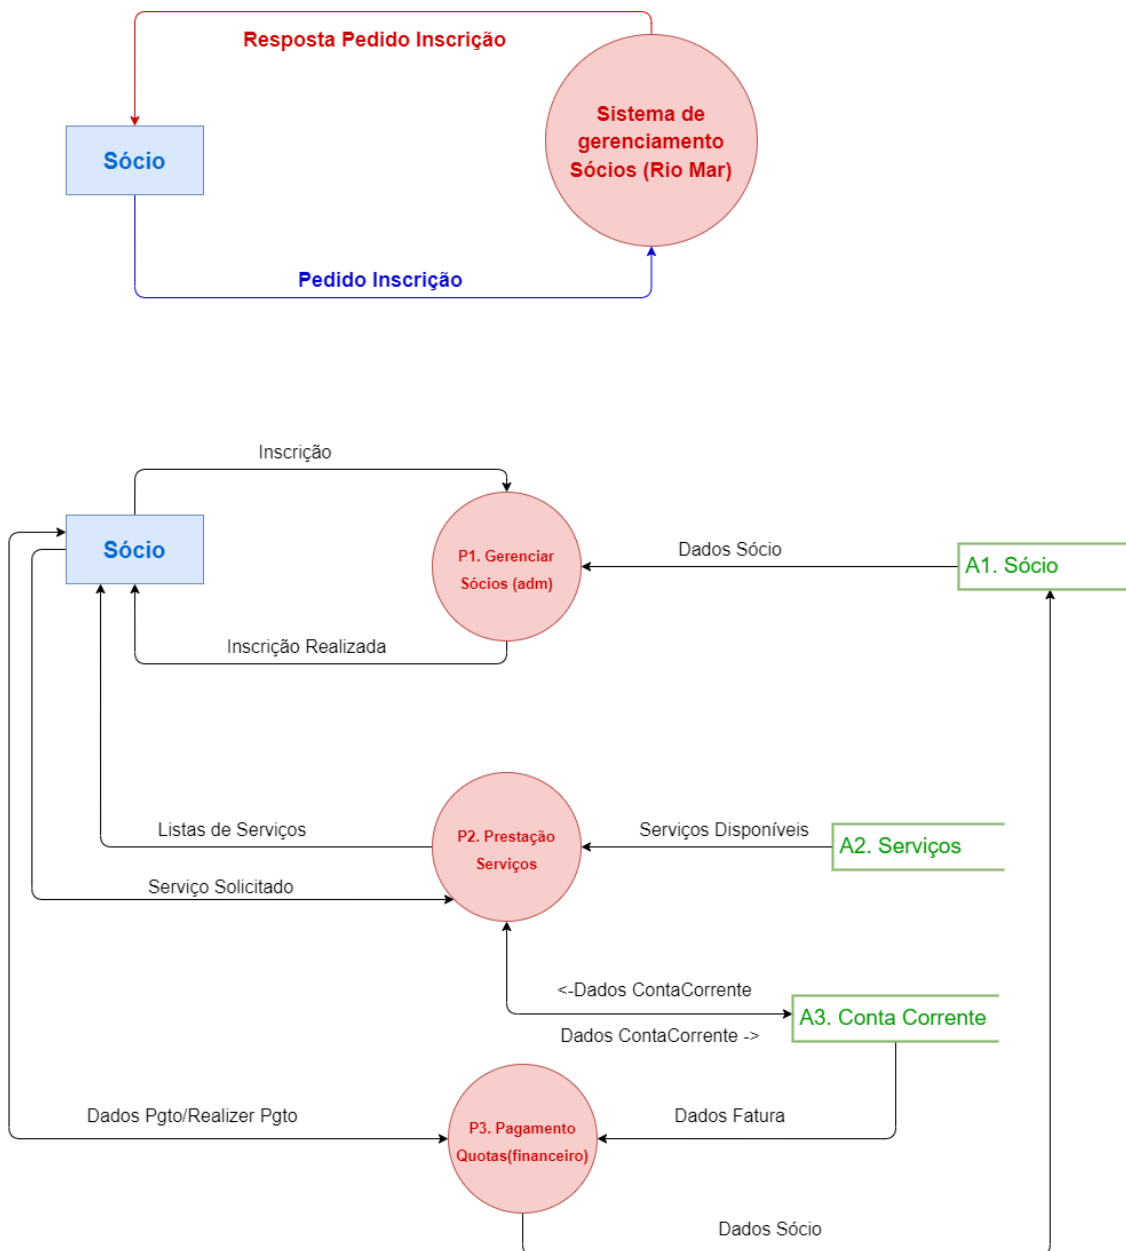 Resposta Pedido Inscrição
Sistema de
gerenciamento
Sócios (Rio Mar)
Sócio
Pedido Inscrição
Inscrição
Sócio
P1. Gerenciar
Sócios (adm)
Dados Sócio
A1. Sócio
Inscrição Realizada
Listas de Serviços
P2. Prestação
Serviços
Serviços Disponíveis
A2. Serviços
Serviço Solicitado
<-Dados ContaCorrente
A3. Conta Corrente
Dados ContaCorrente ->
Dados Pgto/Realizer Pgto
P3. Pagamento
Quotas(financeiro)
Dados Fatura
Dados Sócio